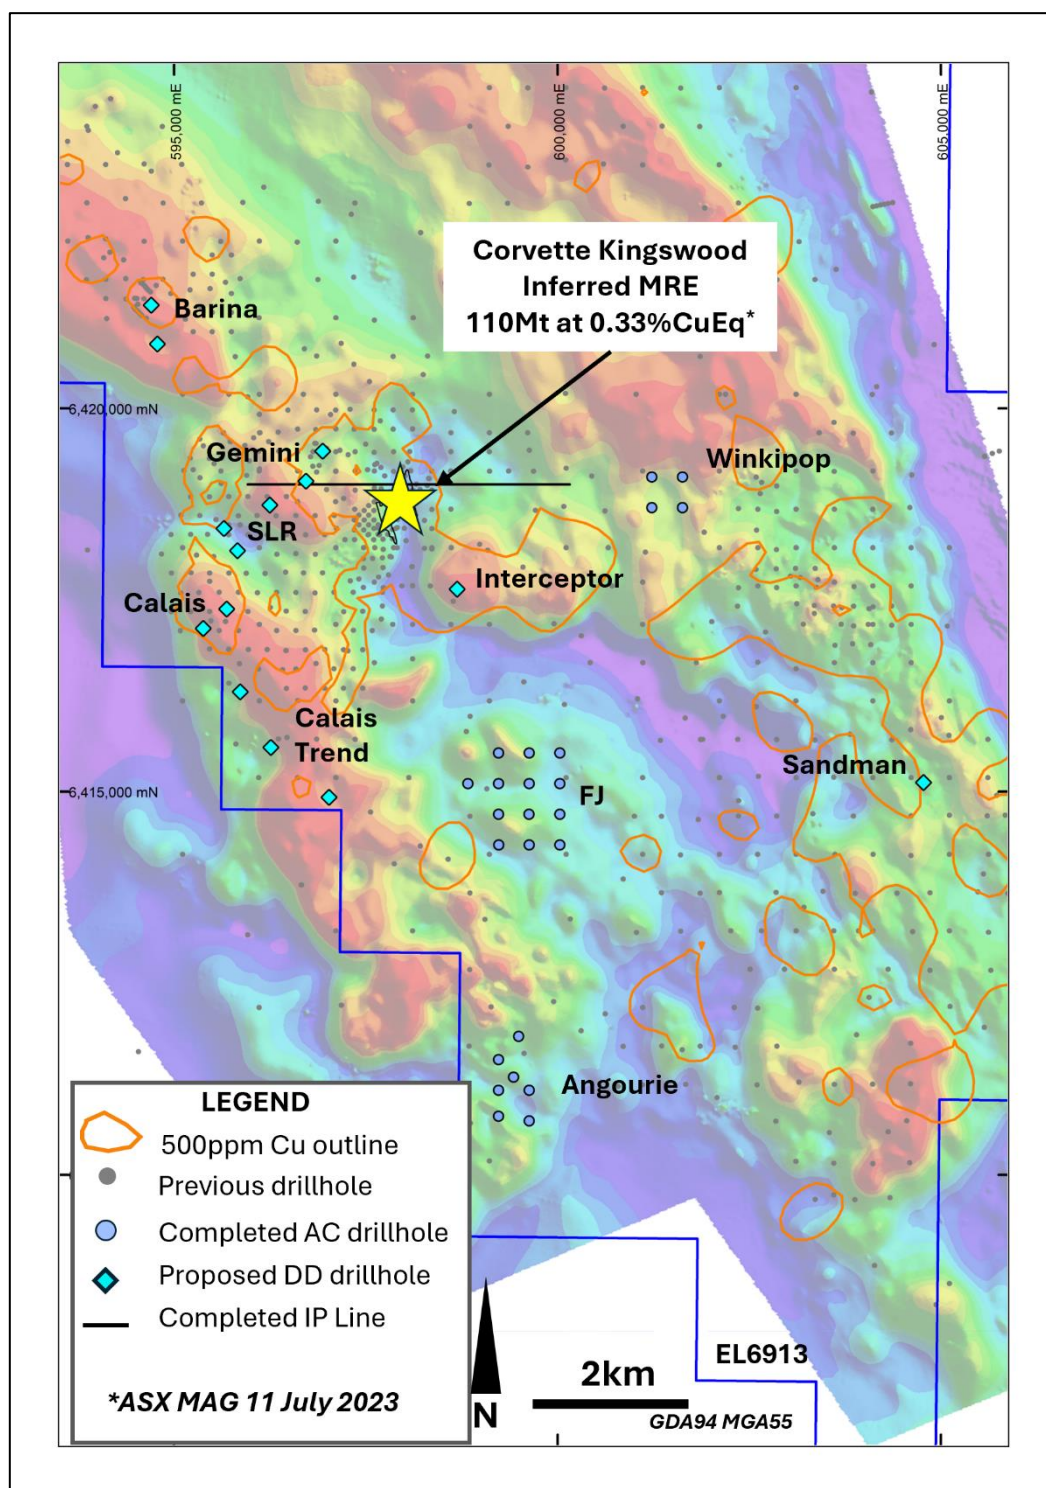 595,000 mE
600,000 mE
605,000 mE
Corvette Kingswood
Inferred MRE
110Mt at 0.33%CuEq*
Barina
6,420,000 mN
Gemini
Winkipop
SLR
Interceptor
Calais
Calais
Trend
Sandman
6,415,000 mN
FJ
Angourie
LEGEND
500ppm Cu outline
Previous drillhole
Completed AC drillhole
Proposed DD drillhole
Completed IP Line
*ASX MAG 11 July 2023
N
2km
EL6913
GDA94 MGA55